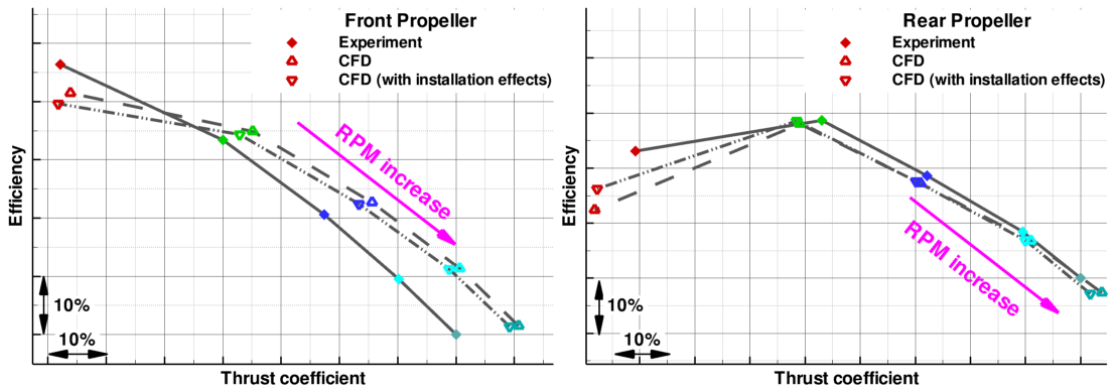 Front Propeller
Experiment
CFD
CFD (with installation effects)
RPM increase
Efficiency
10%
10%
Thrust coefficient
Rear Propeller
Experiment
CFD
CFD (with installation effects)
RPM increase
Efficiency
10%
10%
Thrust coefficient